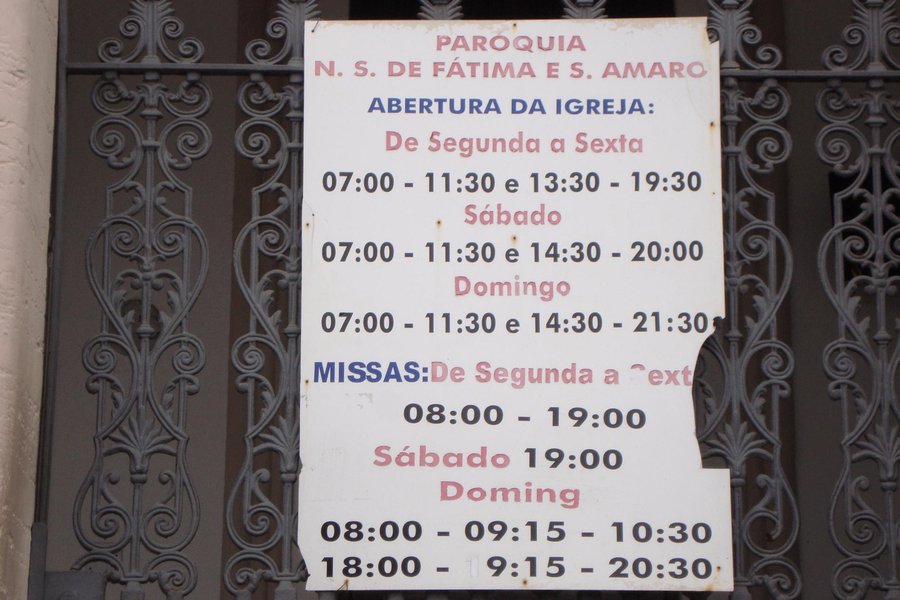 PAROQUIA
N. S. DE FÁTIMA E S. AMARO
ABERTURA DA IGREJA:
De Segunda a Sexta
07:00 - 11:30 e 13:30 - 19:30
Sábado
07:00 - 11:30 e 14:30 - 20:00
Domingo
07:00 - 11:30 e 14:30 - 21:30
MISSAS: De Segunda a ext
08:00 - 19:00
Sábado 19:00
Doming
08:00 - 09:15 - 10:30
18:00 - 19:15 - 20:30